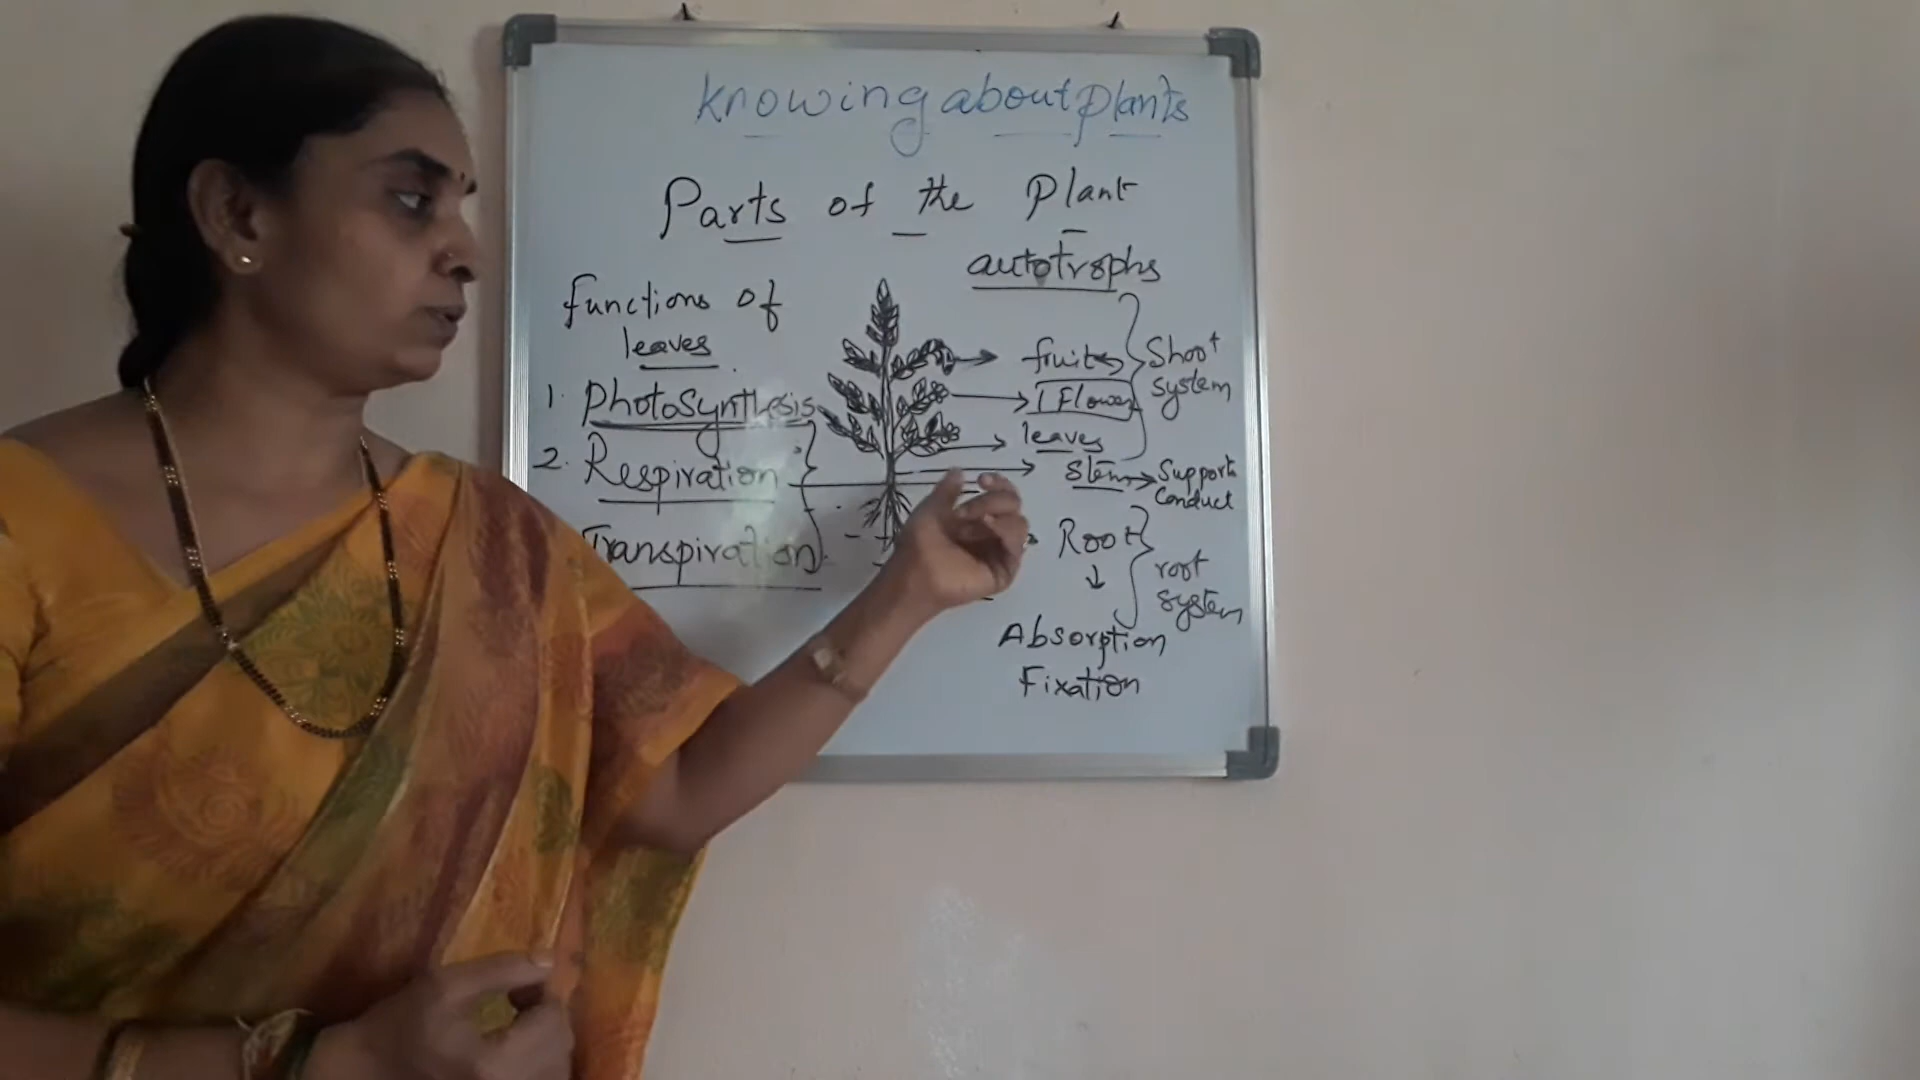 Knowing about plants
Parts of the Plant
autotrophs
functions of
leaves
1. Photosynthesis
2. Respiration
Transpiration
fruits
Flower
leaves
Stem → Support
Conduct
Shoot
system
Root
↓
root
system
Absorption
Fixation